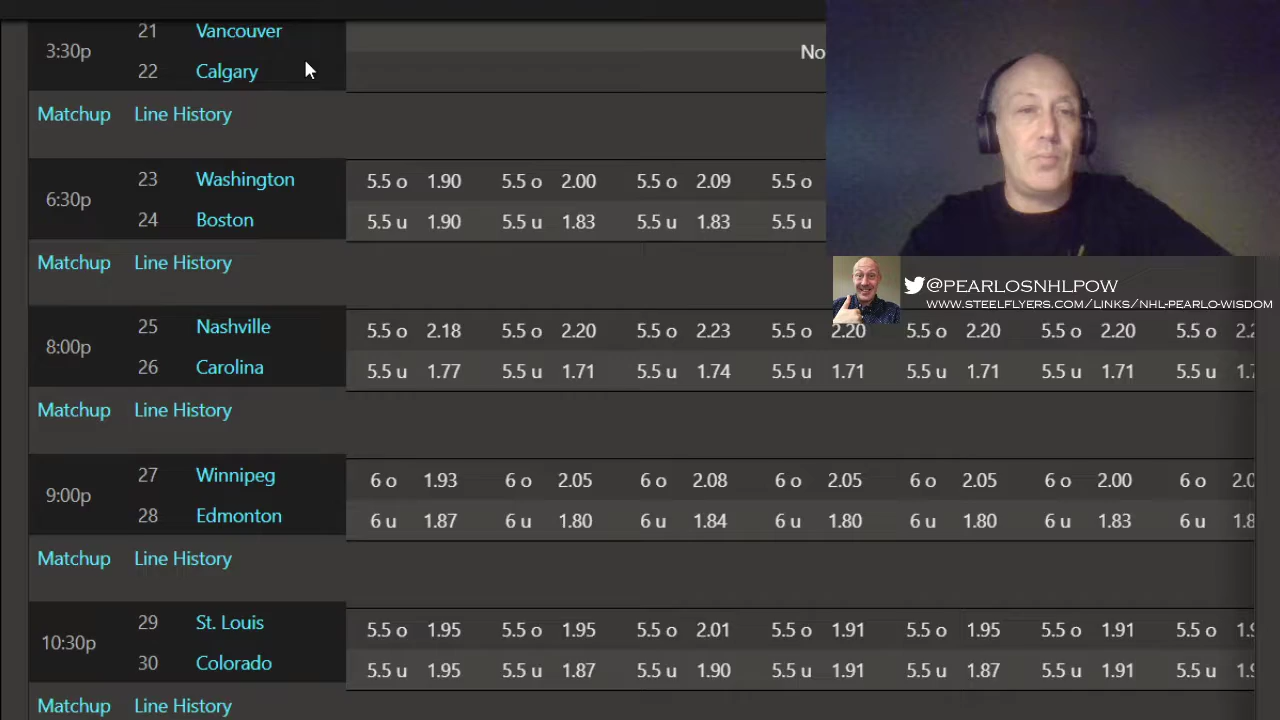 21 Vancouver
3:30p No
22 Calgary
Matchup Line History
23 Washington 5.5 o 1.90 5.5 o 2.00 5.5 o 2.09 5.5 o
6:30p
24 Boston 5.5 u 1.90 5.5 u 1.83 5.5 u 1.83 5.5 u
Matchup Line History
@PEARLOSNHLPOW
WWW.STEELFLYERS.COM/LINKS/NHL-PEARLO-WISDOM
25 Nashville 5.5 o 2.18 5.5 o 2.20 5.5 o 2.23 5.5 o 2.20 5.5 o 2.20 5.5 o 2.20 5.5 o
8:00p
26 Carolina 5.5 u 1.77 5.5 u 1.71 5.5 u 1.74 5.5 u 1.71 5.5 u 1.71 5.5 u 1.71 5.5 u
Matchup Line History
27 Winnipeg 6 o 1.93 6 o 2.05 6 o 2.08 6 o 2.05 6 o 2.05 6 o 2.00 6 o
9:00p
28 Edmonton 6 u 1.87 6 u 1.80 6 u 1.84 6 u 1.80 6 u 1.80 6 u 1.83 6 u
Matchup Line History
29 St. Louis 5.5 o 1.95 5.5 o 1.95 5.5 o 2.01 5.5 o 1.91 5.5 o 1.95 5.5 o 1.91 5.5 o
10:30p
30 Colorado 5.5 u 1.95 5.5 u 1.87 5.5 u 1.90 5.5 u 1.91 5.5 u 1.87 5.5 u 1.91 5.5 u
Matchup Line History